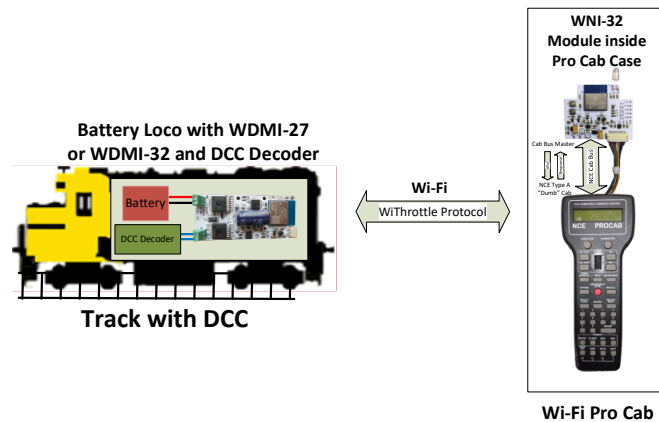 WNI-32
Module inside
Pro Cab Case
Battery Loco with WDMI-27
or WDMI-32 and DCC Decoder
Battery
DCC Decoder
Track with DCC
Wi-Fi
WiThrottle Protocol
Cab Bus Master
NCE Cab Bus
NCE Type A
"Dumb" Cab
NCE PROCAB
Wi-Fi Pro Cab